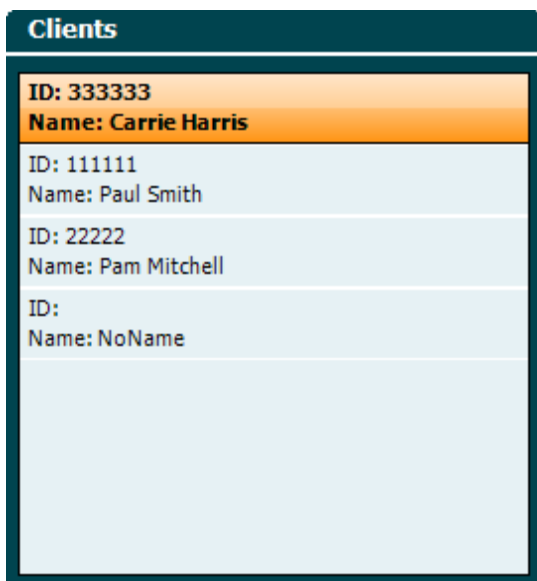 Clients
ID: 333333
Name: Carrie Harris
ID: 111111
Name: Paul Smith
ID: 22222
Name: Pam Mitchell
ID:
Name: NoName